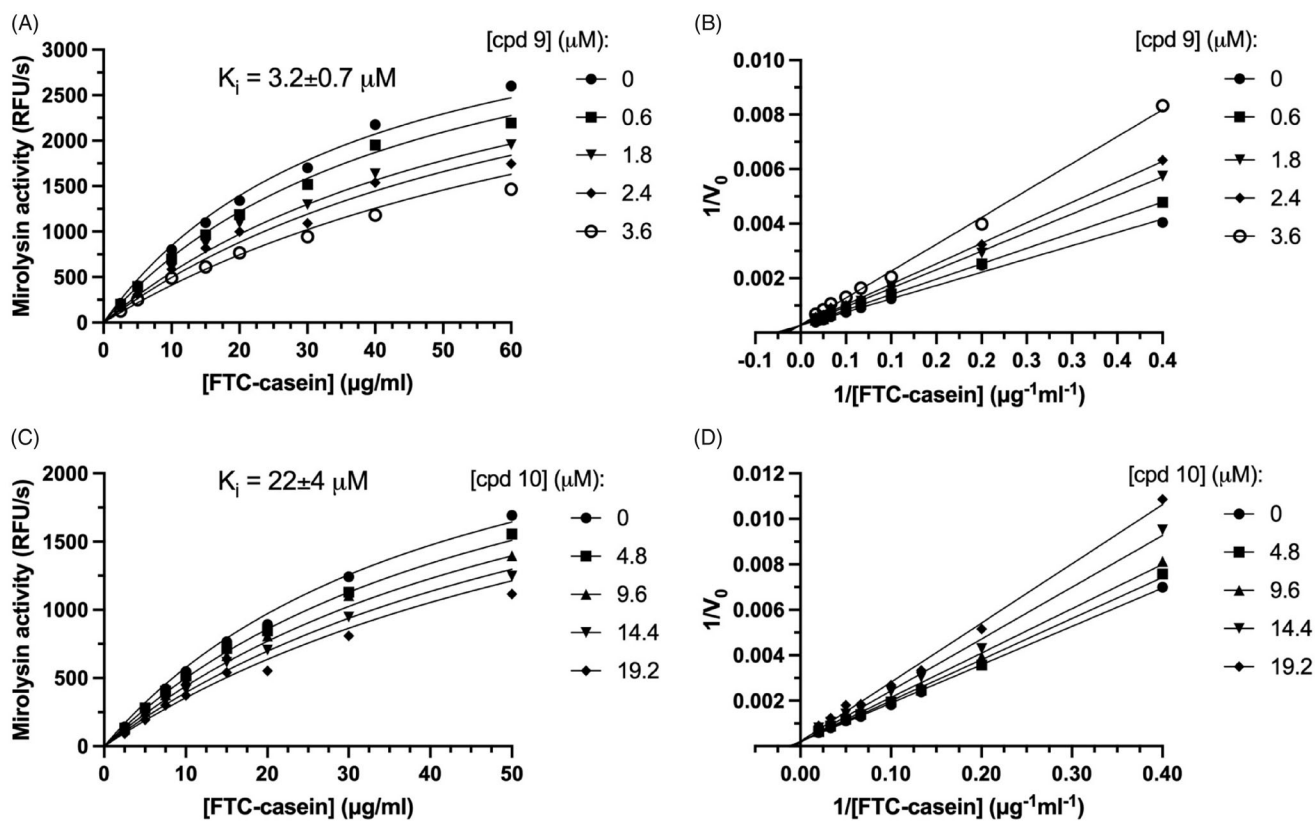 (A)
Mirolysin activity (RFU/s)
3000
2500
2000
1500
1000
500
0
Ki = 3.2±0.7 μM
0 10 20 30 40 50 60
[FTC-casein] (μg/ml)
[cpd 9] (μM):
0
0.6
1.8
2.4
3.6
(B)
1/V0
0.010
0.008
0.006
0.004
0.002
-0.1 0.0 0.0 0.1 0.1 0.2 0.2 0.3 0.3 0.4
1/[FTC-casein] (μg-1ml-1)
[cpd 9] (μM):
0
0.6
1.8
2.4
3.6
(C)
Mirolysin activity (RFU/s)
2000
1500
1000
500
0
Ki = 22±4 μM
0 10 20 30 40 50
[FTC-casein] (μg/ml)
[cpd 10] (μM):
0
4.8
9.6
14.4
19.2
(D)
1/V0
0.012
0.010
0.008
0.006
0.004
0.002
0.00 0.10 0.20 0.30 0.40
1/[FTC-casein] (μg-1ml-1)
[cpd 10] (μM):
0
4.8
9.6
14.4
19.2